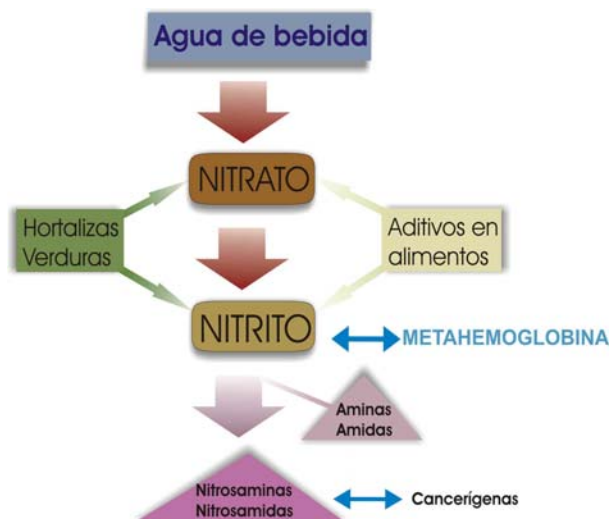 Agua de bebida
NITRATO
Hortalizas
Verduras
Aditivos en
alimentos
NITRITO
METAHEMOGLOBINA
Aminas
Amidas
Nitrosaminas
Nitrosamidas
Cancerígenas